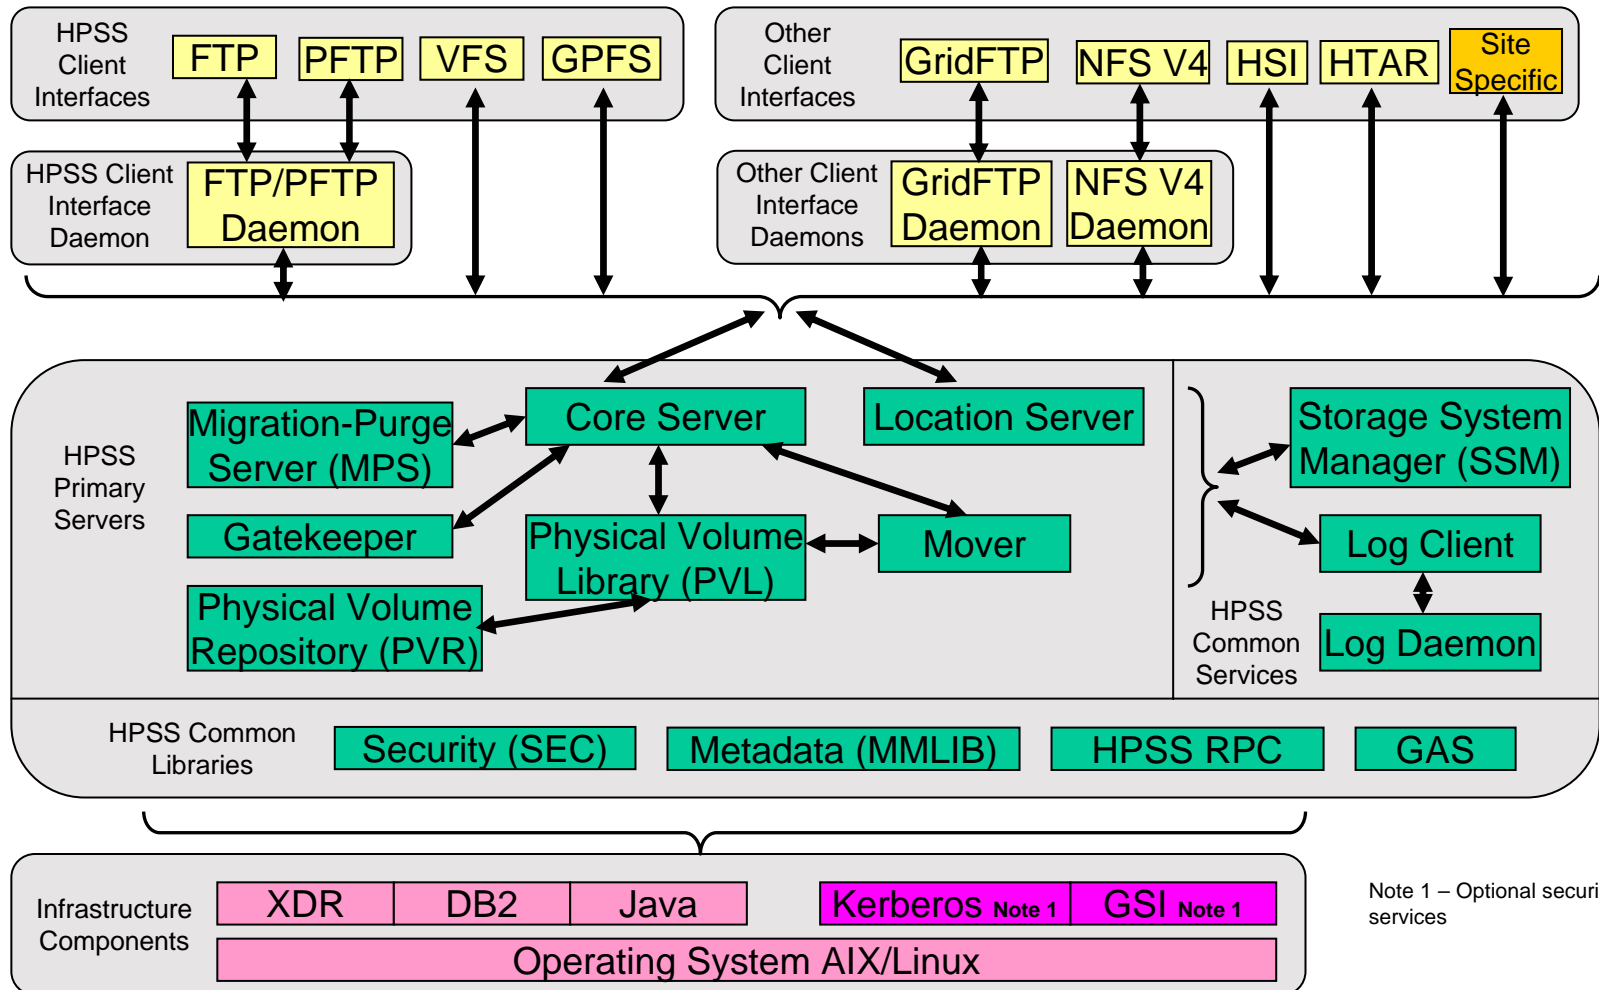 HPSS
Client
Interfaces
FTP
PFTP
VFS
GPFS
Other
Client
Interfaces
GridFTP
NFS V4
HSI
HTAR
Site
Specific
HPSS Client
Interface
Daemon
FTP/PFTP
Daemon
Other Client
Interface
Daemons
GridFTP
Daemon
NFS V4
Daemon
HPSS
Primary
Servers
Migration-Purge
Server (MPS)
Core Server
Location Server
Gatekeeper
Physical Volume
Library (PVL)
Mover
Physical Volume
Repository (PVR)
Storage System
Manager (SSM)
Log Client
HPSS
Common
Services
Log Daemon
HPSS Common
Libraries
Security (SEC)
Metadata (MMLIB)
HPSS RPC
GAS
Infrastructure
Components
XDR
DB2
Java
Kerberos Note 1
GSI Note 1
Operating System AIX/Linux
Note 1 – Optional securi
services